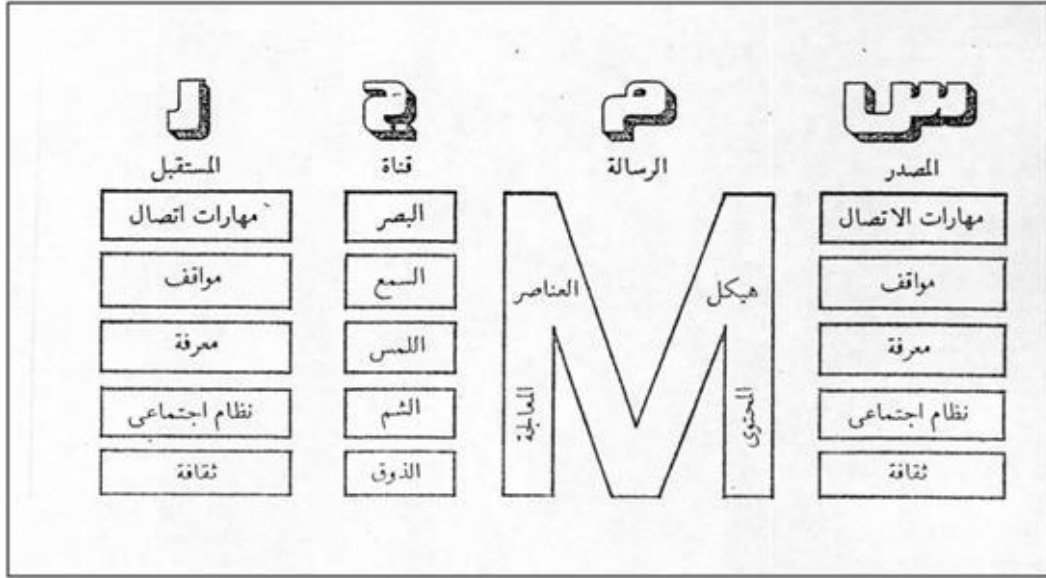 س
المصدر
مهارات الاتصال
مواقف
معرفة
نظام اجتماعى
ثقافة
م
الرسالة
هيكل
العناصر
المحتوى
المعالجة
M
قناة
البصر
السمع
اللمس
الشم
الذوق
المستقبل
مهارات اتصال
مواقف
معرفة
نظام اجتماعى
ثقافة